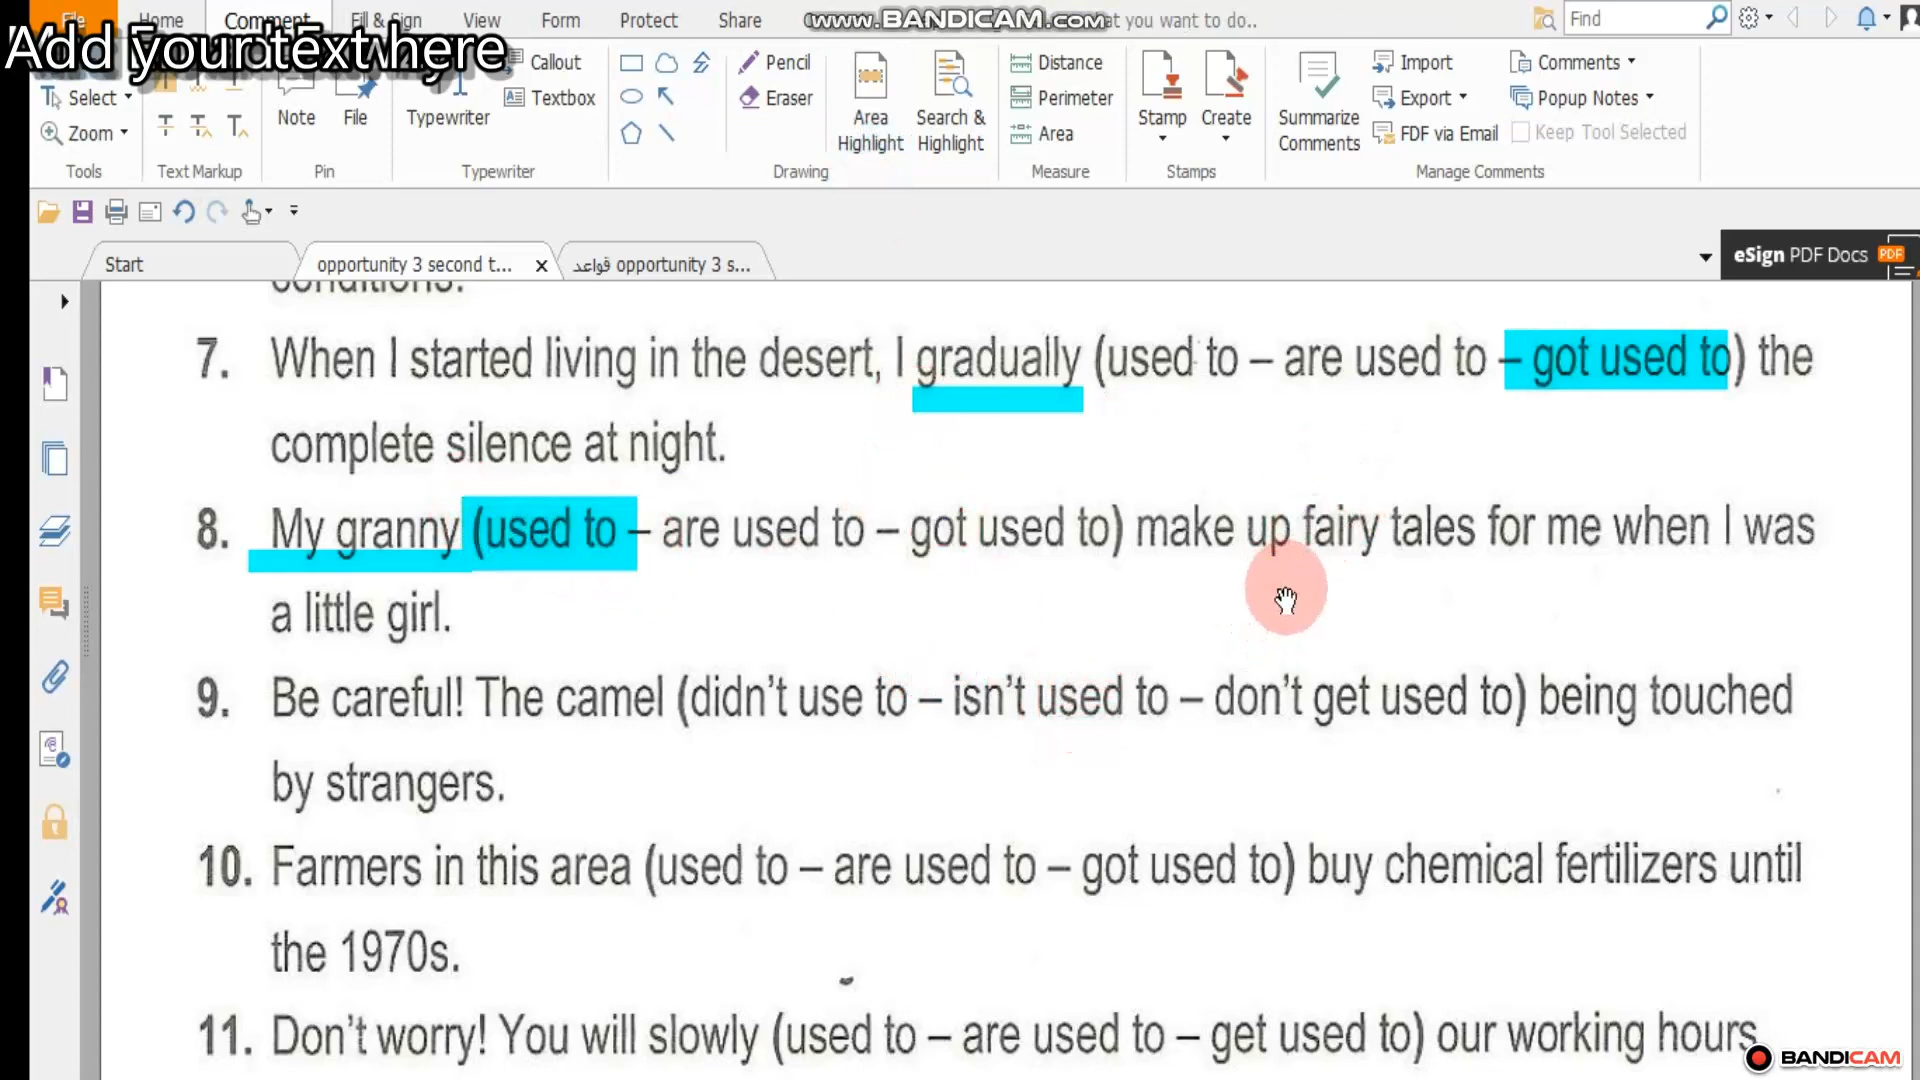 File Home Comment Fill & Sign View Form Protect Share www.BANDICAM.com hat you want to do.. Find
Add your text here
Callout Pencil Distance Import Comments
Select Textbox Eraser Perimeter Export Popup Notes
Note File Typewriter Area Highlight Search & Highlight Stamp Create Summarize Comments
Zoom Area FDF via Email Keep Tool Selected
Tools Text Markup Pin Typewriter Drawing Measure Stamps Manage Comments
Start opportunity 3 second t... قواعد opportunity 3 s... eSign PDF Docs PDF
conditions.
7. When I started living in the desert, I gradually (used to – are used to – got used to) the
complete silence at night.
8. My granny (used to – are used to – got used to) make up fairy tales for me when I was
a little girl.
9. Be careful! The camel (didn't use to – isn't used to – don't get used to) being touched
by strangers.
10. Farmers in this area (used to – are used to – got used to) buy chemical fertilizers until
the 1970s.
11. Don't worry! You will slowly (used to – are used to – get used to) our working hours.
BANDICAM